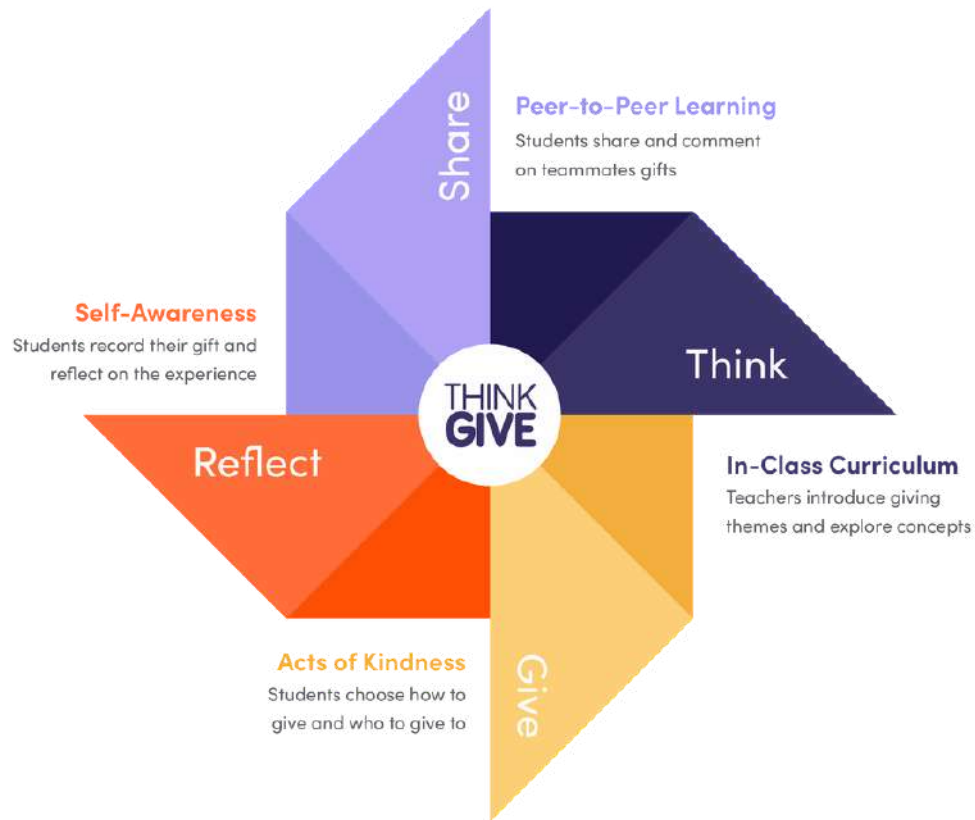 Share
Peer-to-Peer Learning
Students share and comment
on teammates gifts
Think
In-Class Curriculum
Teachers introduce giving
themes and explore concepts
Give
Acts of Kindness
Students choose how to
give and who to give to
Reflect
Self-Awareness
Students record their gift and
reflect on the experience
THINK
GIVE